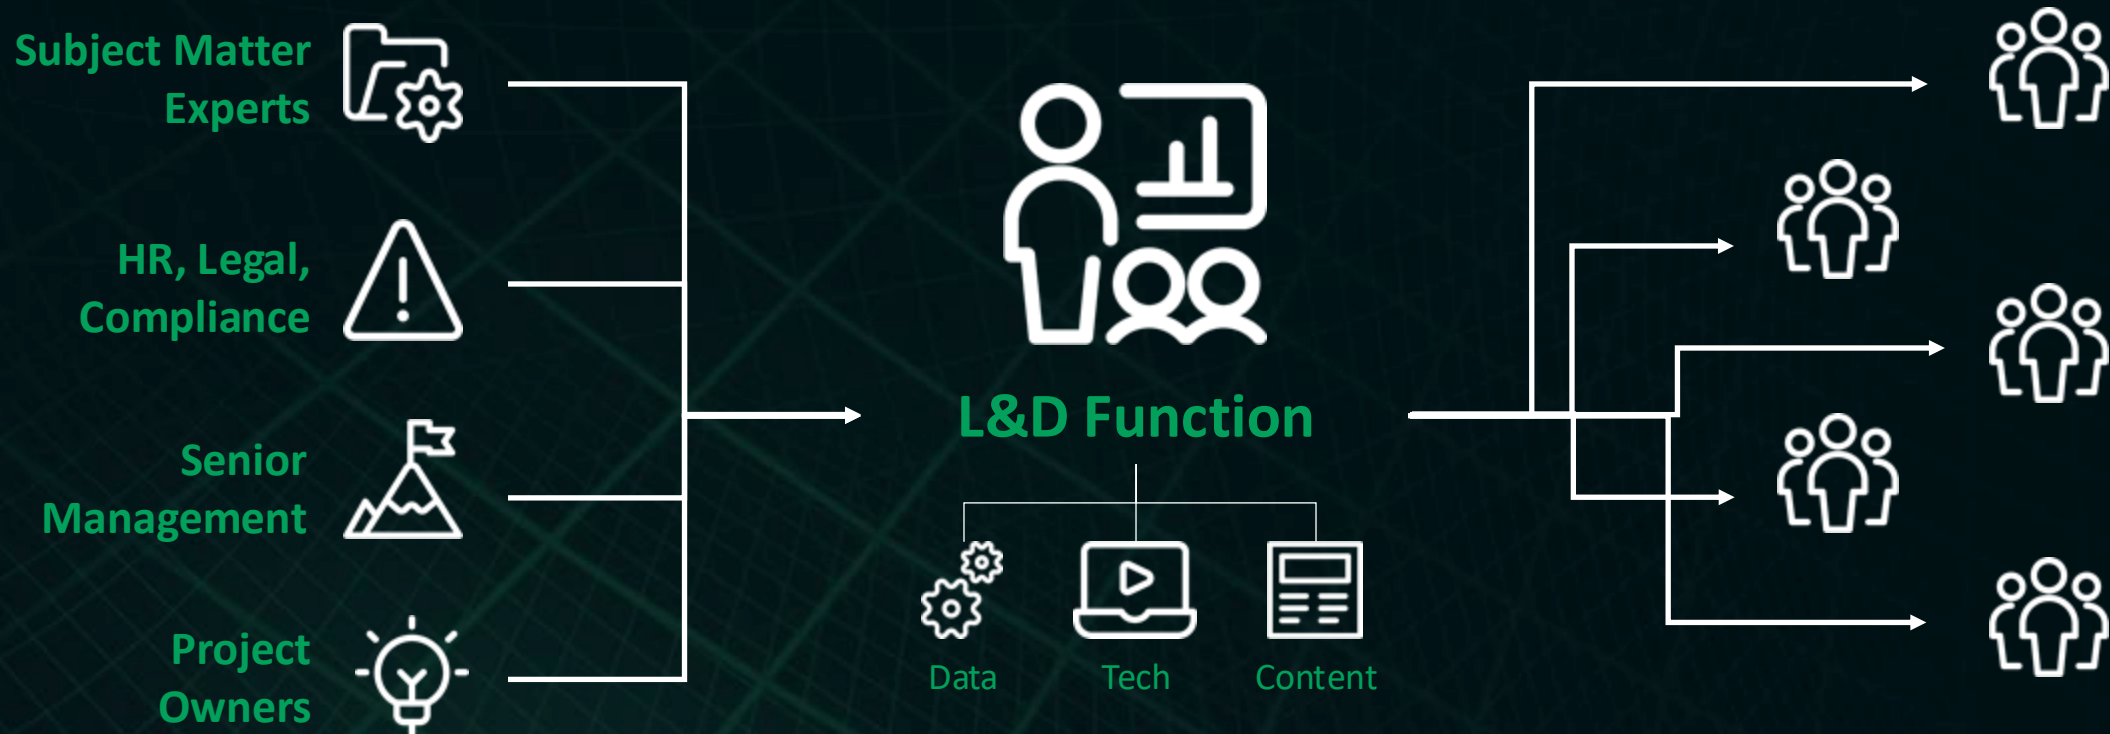 Subject Matter
Experts
HR, Legal,
Compliance
Senior
Management
Project
Owners
L&D Function
Data
Tech
Content